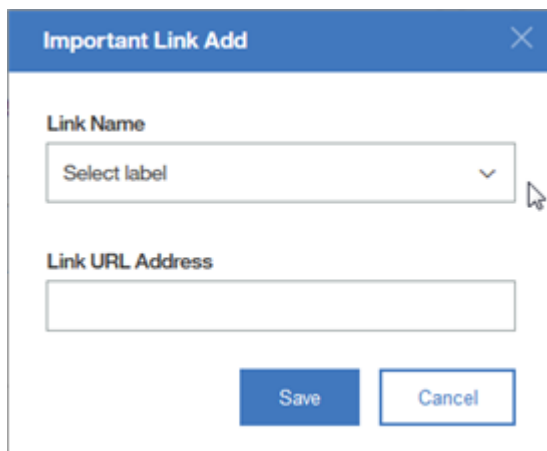 Important Link Add
Link Name
Select label
Link URL Address
Save
Cancel